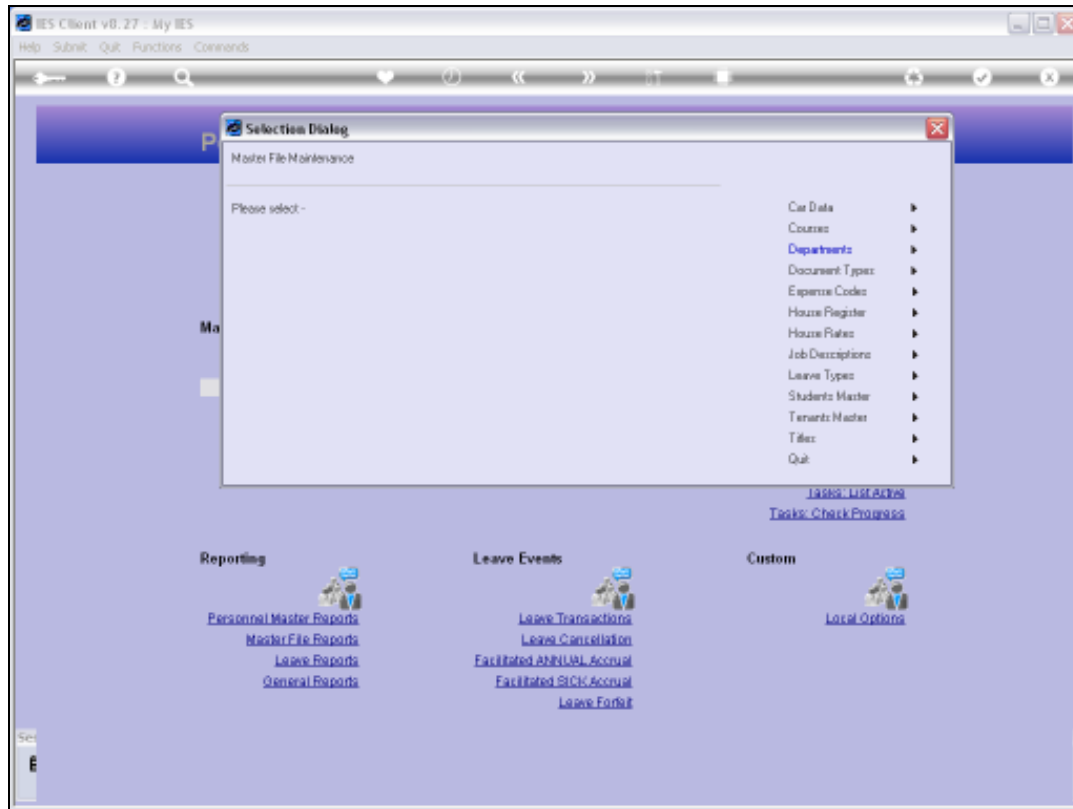 IES Client v0.27 : My IES
Help Submit Quit Functions Commands
Selection Dialog
Master File Maintenance
Please select -
Car Data
Courses
Departments
Document Types
Expense Codes
House Register
House Rates
Job Descriptions
Leave Types
Students Master
Tenants Master
Titles
Quit
P
Ma
Tasks: List Active
Tasks: Check Progress
Reporting Leave Events Custom
Personnel Master Reports Leave Transactions Local Options
Master File Reports Leave Cancellation
Leave Reports Facilitated ANNUAL Accrual
General Reports Facilitated SICK Accrual
Leave Forfeit